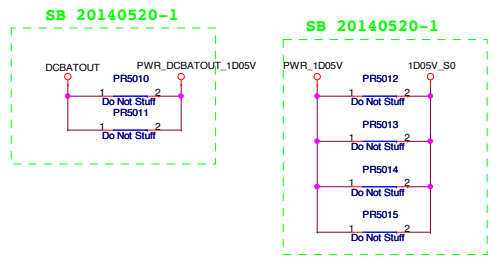 SB 20140520-1
DCBATOUT PWR_DCBATOUT_1D05V
PR5010
1 2
Do Not Stuff
PR5011
1 2
Do Not Stuff
SB 20140520-1
PWR_1D05V 1D05V_S0
PR5012
1 2
Do Not Stuff
PR5013
1 2
Do Not Stuff
PR5014
1 2
Do Not Stuff
PR5015
1 2
Do Not Stuff